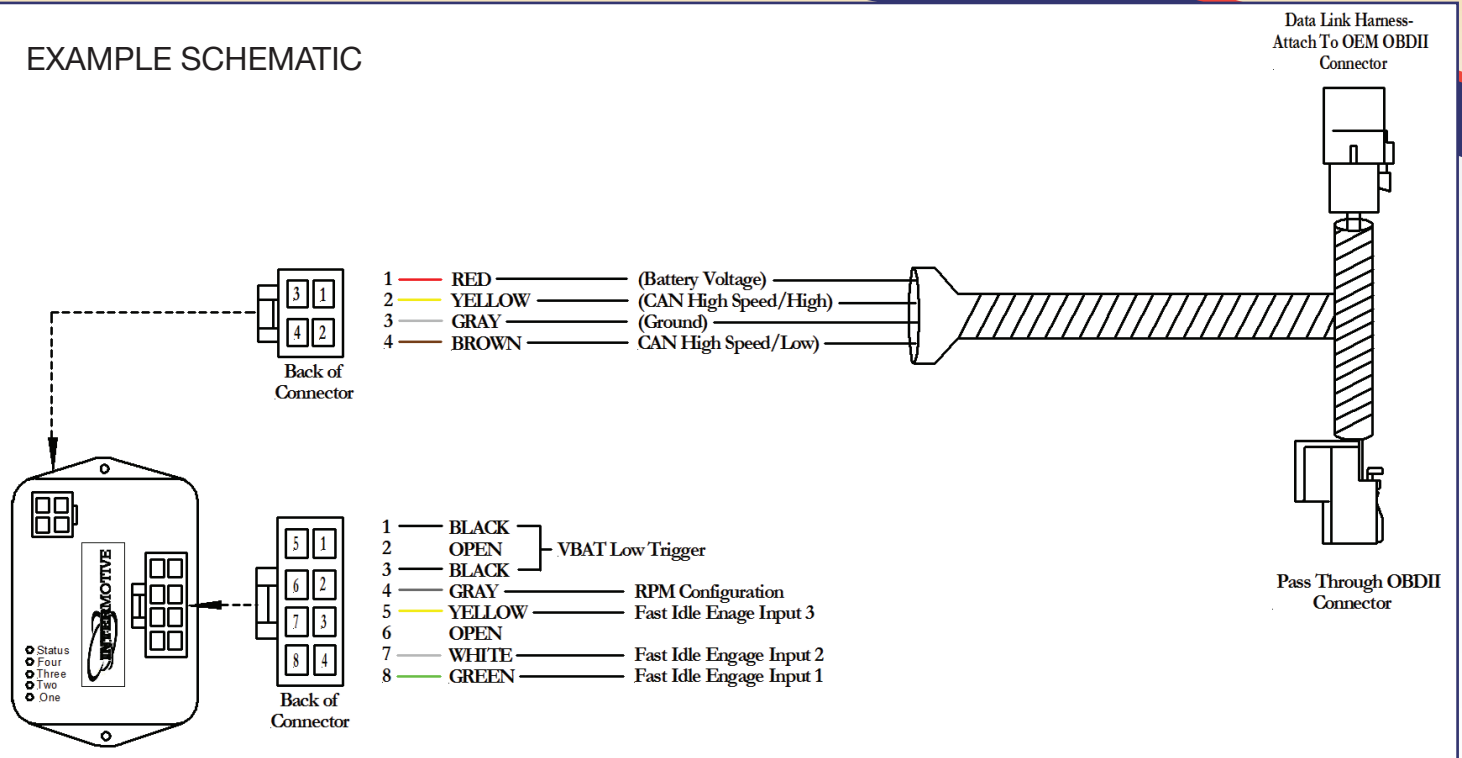 EXAMPLE SCHEMATIC
Data Link Harness-
Attach To OEM OBDII
Connector
3 1
4 2
Back of
Connector
1 RED (Battery Voltage)
2 YELLOW (CAN High Speed/High)
3 GRAY (Ground)
4 BROWN CAN High Speed/Low)
INTERMOTIVE
Status
Four
Three
Two
One
5 1
6 2
7 3
8 4
Back of
Connector
1 BLACK
2 OPEN VBAT Low Trigger
3 BLACK
4 GRAY RPM Configuration
5 YELLOW Fast Idle Enage Input 3
6 OPEN
7 WHITE Fast Idle Engage Input 2
8 GREEN Fast Idle Engage Input 1
Pass Through OBDII
Connector